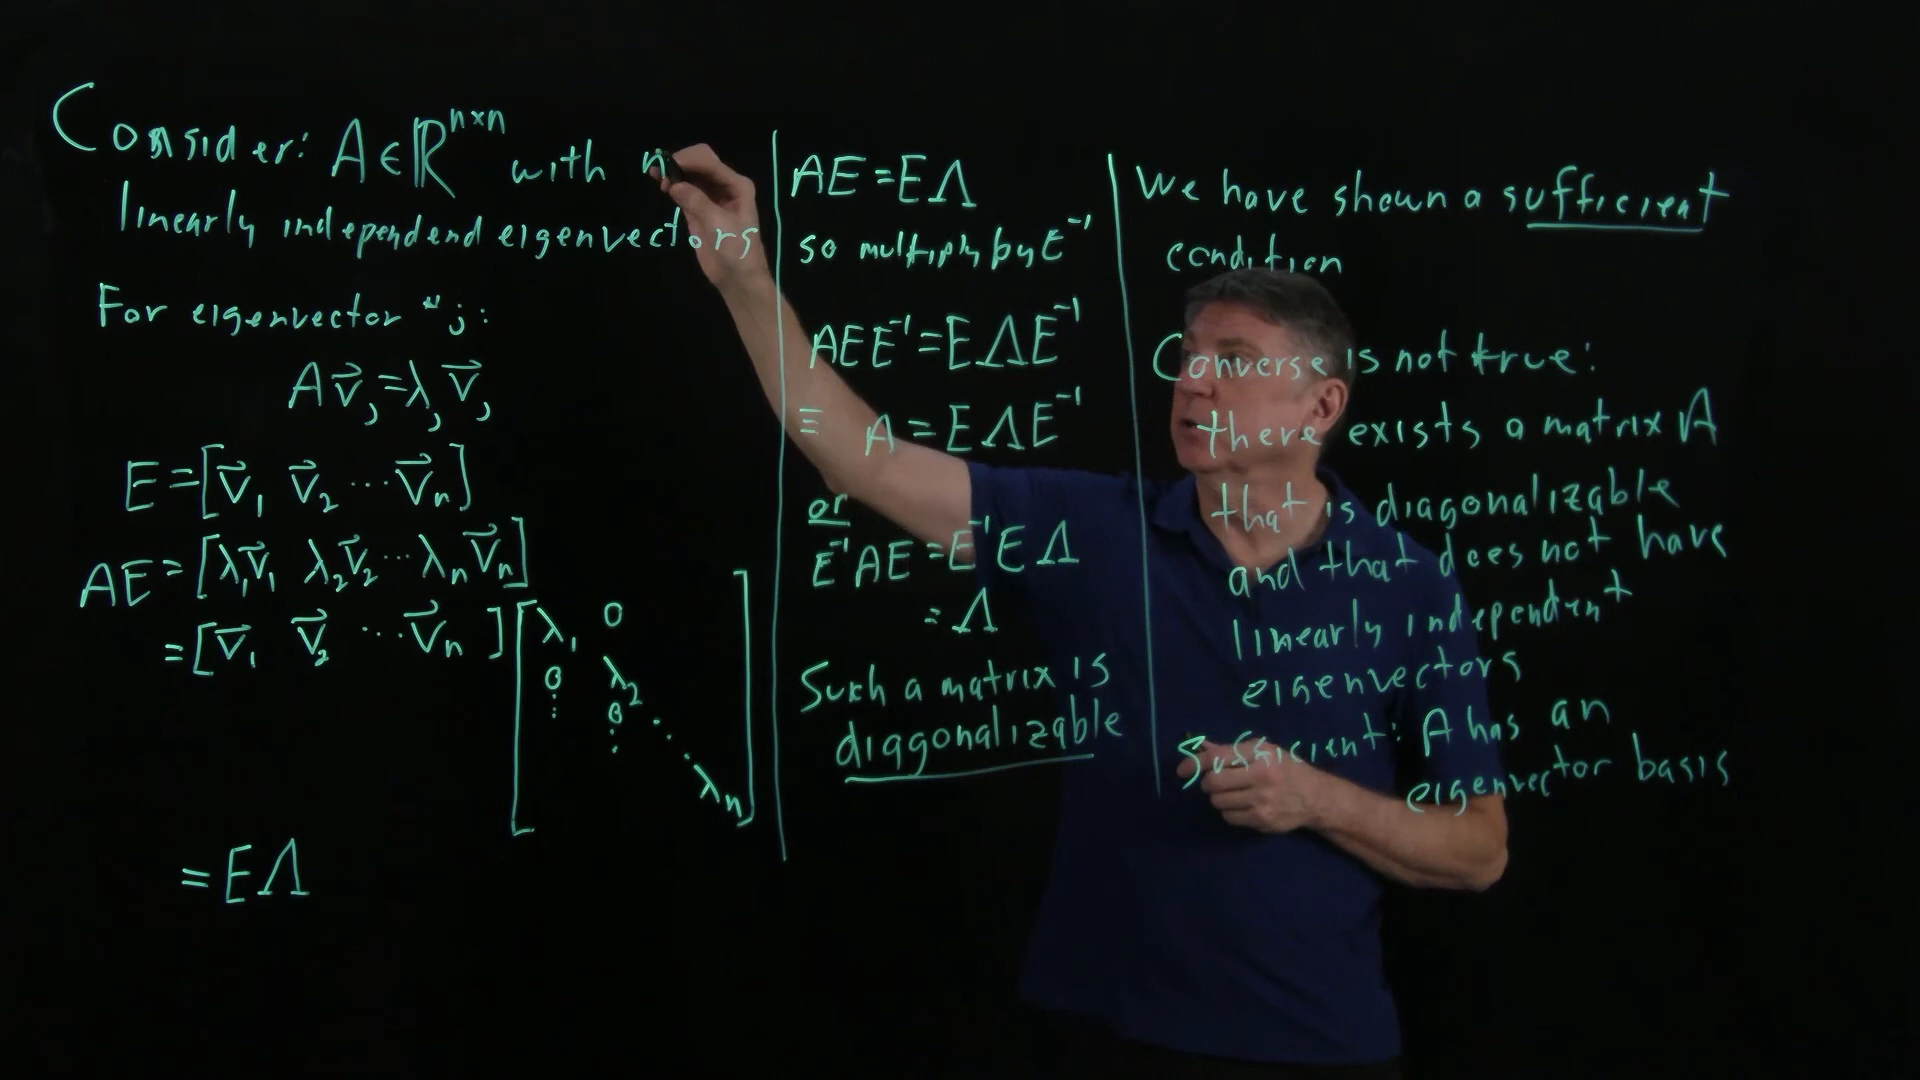 Consider: A ∈ ℝⁿˣⁿ with n
linearly independend eigenvectors
For eigenvector "j:
Av⃗ⱼ = λⱼv⃗ⱼ
E = [v⃗₁ v⃗₂ ... v⃗ₙ]
AE = [λ₁v⃗₁ λ₂v⃗₂ ... λₙv⃗ₙ]
= [v⃗₁ v⃗₂ ... v⃗ₙ] [λ₁ 0
0 λ₂
⋮ 0
⋮ ⋱
λₙ]
= EΛ
AE = EΛ
so multiply by E⁻¹
AEE⁻¹ = EΛE⁻¹
≡ A = EΛE⁻¹
or
E⁻¹AE = E⁻¹EΛ
= Λ
Such a matrix is
diagonalizable
We have shown a sufficient
condition
Converse is not true:
there exists a matrix A
that is diagonalizable
and that does not have
linearly independent
eigenvectors
Sufficient: A has an
eigenvector basis